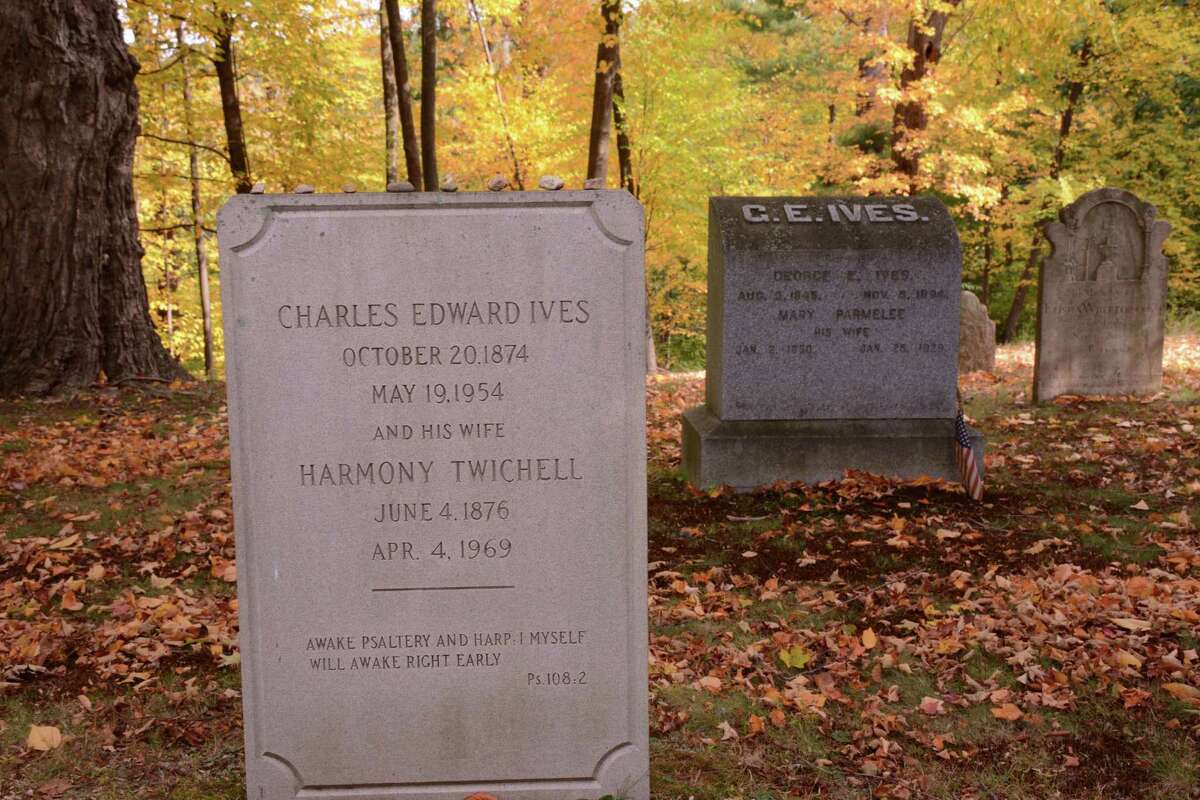 CHARLES EDWARD IVES
OCTOBER 20.1874
MAY 19,1954
AND HIS WIFE
HARMONY TWICHELL
JUNE 4.1876
APR. 4, 1969
AWAKE PSALTERY AND HARP: I MYSELF
WILL AWAKE RIGHT EARLY
Ps.108:2
G. E. IVES.
GEORGE E. IVES.
AUG. 3, 1845. NOV. 5, 1894.
MARY PARMELEE
HIS WIFE
JAN. 2, 1850. JAN. 25, 1929.